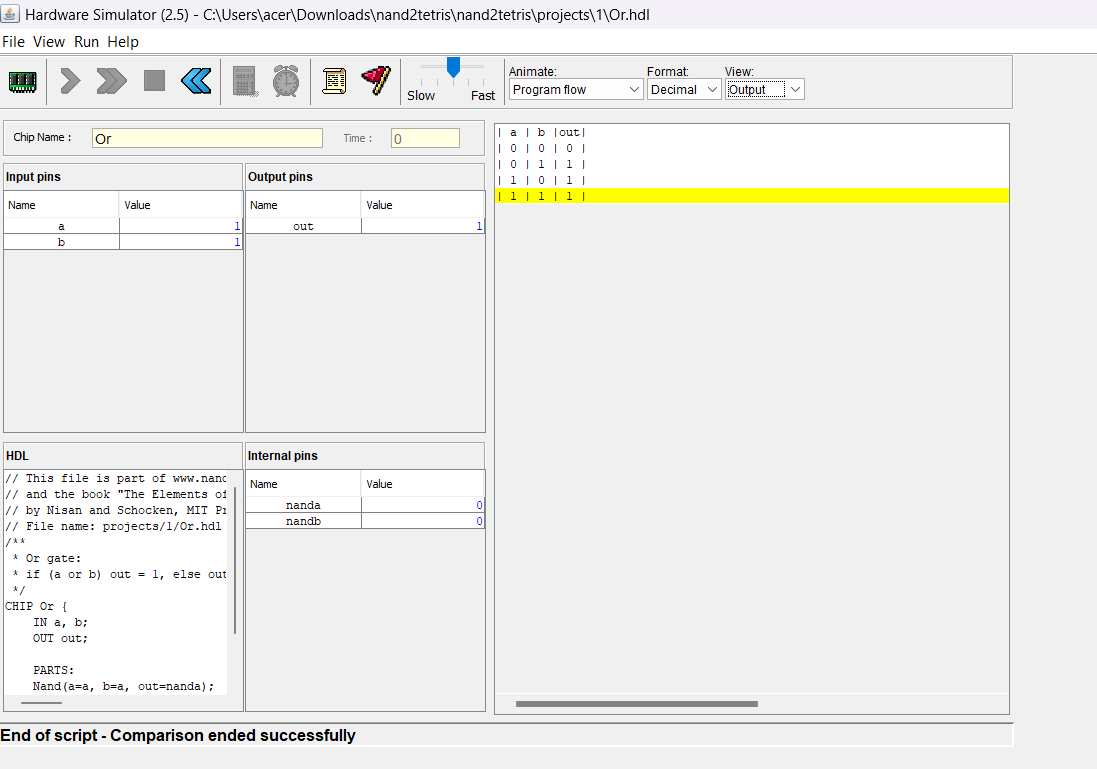 Hardware Simulator (2.5) - C:\Users\acer\Downloads\nand2tetris\nand2tetris\projects\1\Or.hdl
File View Run Help
Slow Fast
Animate: Format: View:
Program flow Decimal Output
Chip Name : Or Time : 0
Input pins
Name Value
a 1
b 1
Output pins
Name Value
out 1
HDL
// This file is part of www.nand
// and the book "The Elements of
// by Nisan and Schocken, MIT Pr
// File name: projects/1/Or.hdl
/**
* Or gate:
* if (a or b) out = 1, else out
*/
CHIP Or {
IN a, b;
OUT out;
PARTS:
Nand(a=a, b=a, out=nanda);
Internal pins
Name Value
nanda 0
nandb 0
| a | b |out|
| 0 | 0 | 0 |
| 0 | 1 | 1 |
| 1 | 0 | 1 |
| 1 | 1 | 1 |
End of script - Comparison ended successfully